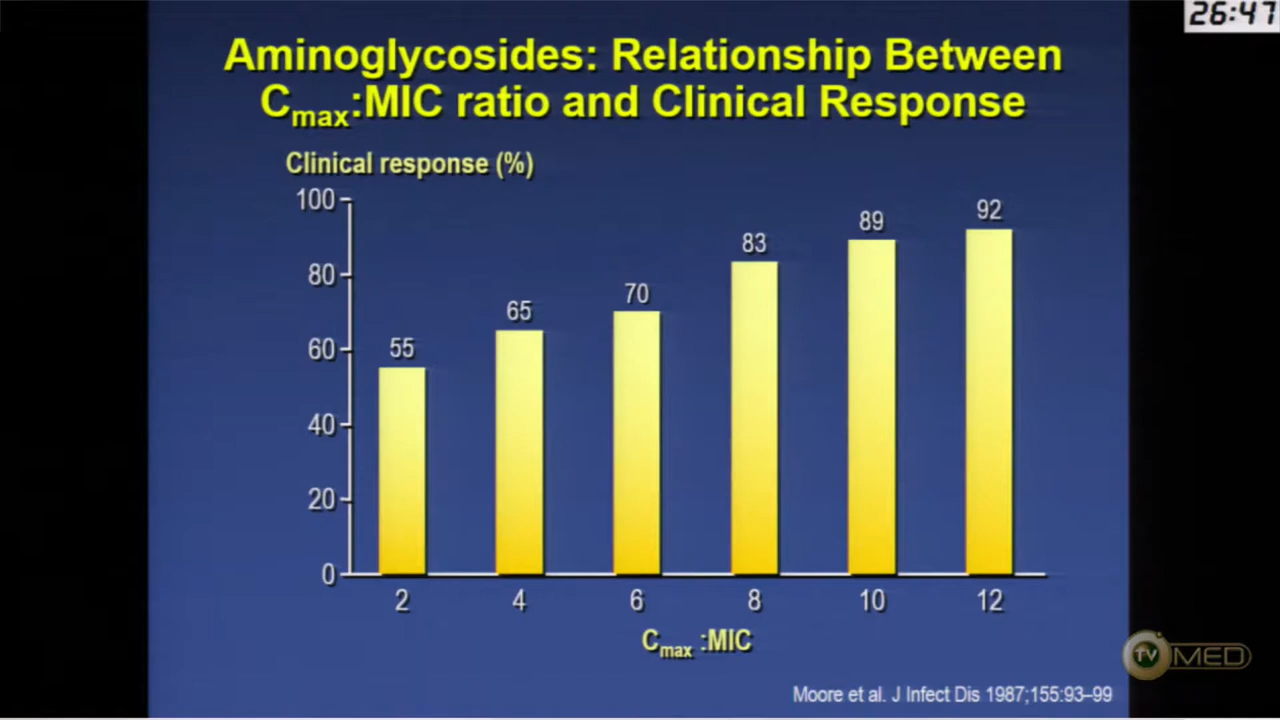 26:47
Aminoglycosides: Relationship Between
Cmax:MIC ratio and Clinical Response
Clinical response (%)
100
80
60
40
20
0
55
65
70
83
89
92
2 4 6 8 10 12
Cmax :MIC
Moore et al. J Infect Dis 1987;155:93–99
TV MED